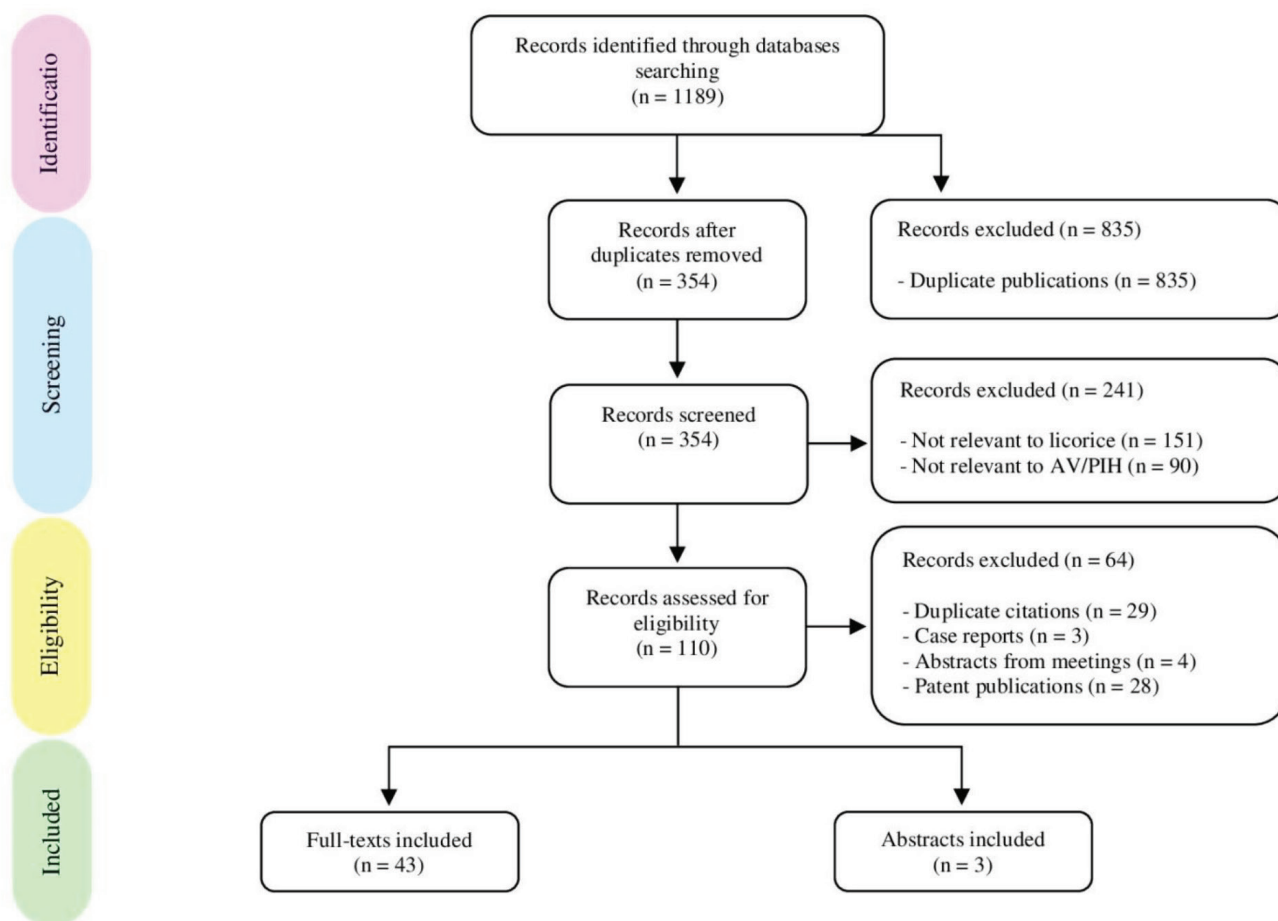 Identificatio
Records identified through databases
searching
(n = 1189)
Records after
duplicates removed
(n = 354)
Records excluded (n = 835)
- Duplicate publications (n = 835)
Screening
Records screened
(n = 354)
Records excluded (n = 241)
- Not relevant to licorice (n = 151)
- Not relevant to AV/PIH (n = 90)
Eligibility
Records assessed for
eligibility
(n = 110)
Records excluded (n = 64)
- Duplicate citations (n = 29)
- Case reports (n = 3)
- Abstracts from meetings (n = 4)
- Patent publications (n = 28)
Included
Full-texts included
(n = 43)
Abstracts included
(n = 3)